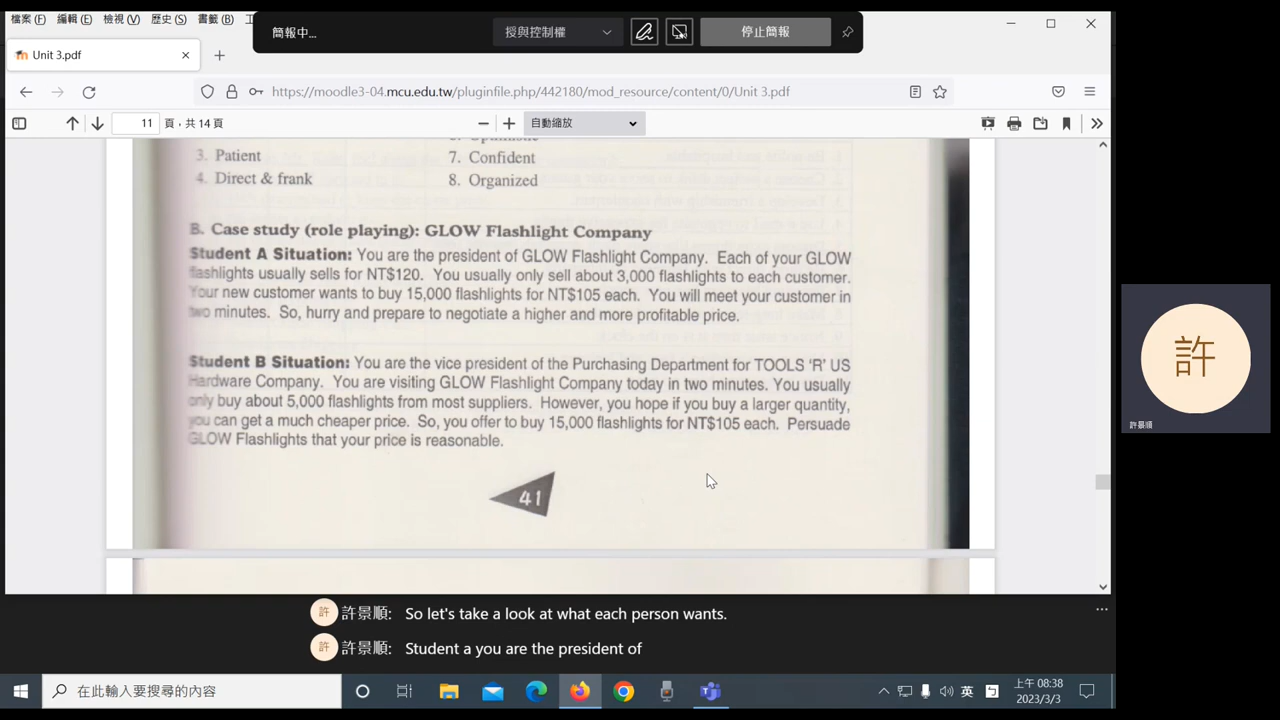 檔案(F) 編輯(E) 檢視(V) 歷史(S) 書籤(B)
簡報中...
授與控制權
停止簡報
Unit 3.pdf
https://moodle3-04.mcu.edu.tw/pluginfile.php/442180/mod_resource/content/0/Unit 3.pdf
11 頁，共 14 頁
自動縮放
3. Patient
7. Confident
4. Direct & frank
8. Organized
B. Case study (role playing): GLOW Flashlight Company
Student A Situation: You are the president of GLOW Flashlight Company. Each of your GLOW
flashlights usually sells for NT$120. You usually only sell about 3,000 flashlights to each customer.
Your new customer wants to buy 15,000 flashlights for NT$105 each. You will meet your customer in
two minutes. So, hurry and prepare to negotiate a higher and more profitable price.
Student B Situation: You are the vice president of the Purchasing Department for TOOLS 'R' US
Hardware Company. You are visiting GLOW Flashlight Company today in two minutes. You usually
only buy about 5,000 flashlights from most suppliers. However, you hope if you buy a larger quantity,
you can get a much cheaper price. So, you offer to buy 15,000 flashlights for NT$105 each. Persuade
GLOW Flashlights that your price is reasonable.
41
許
許景順
許 許景順: So let's take a look at what each person wants.
許 許景順: Student a you are the president of
在此輸入要搜尋的內容
英
上午 08:38
2023/3/3